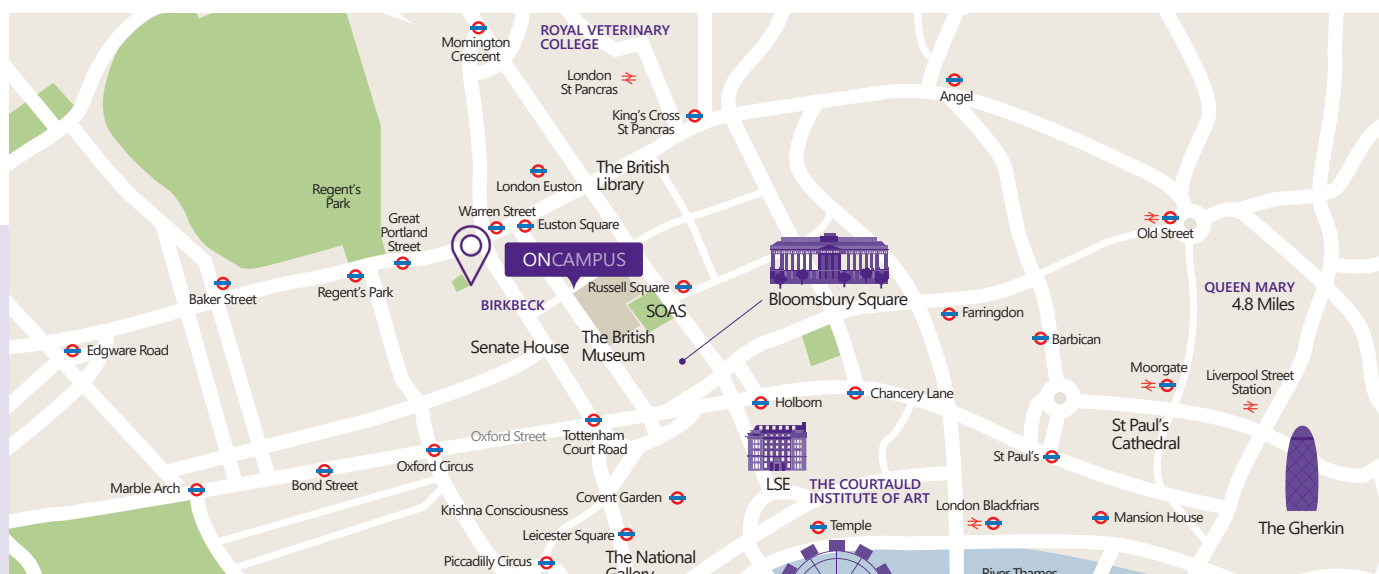 ROYAL VETERINARY
COLLEGE
Mornington
Crescent
London
St Pancras
Angel
King's Cross
St Pancras
The British
Library
London Euston
Regent's
Park
Warren Street
Euston Square
Great
Portland
Street
Old Street
ONCAMPUS
Russell Square
Baker Street
Regent's Park
BIRKBECK
SOAS
Bloomsbury Square
QUEEN MARY
4.8 Miles
Farringdon
Edgware Road
Senate House
The British
Museum
Barbican
Moorgate
Liverpool Street
Station
Chancery Lane
Holborn
Oxford Street
Tottenham
Court Road
St Paul's
Cathedral
Oxford Circus
St Paul's
Marble Arch
Bond Street
LSE
THE COURTAULD
INSTITUTE OF ART
Covent Garden
Krishna Consciousness
London Blackfriars
Mansion House
Temple
The Gherkin
Leicester Square
Piccadilly Circus
The National
Gallery
River Thames